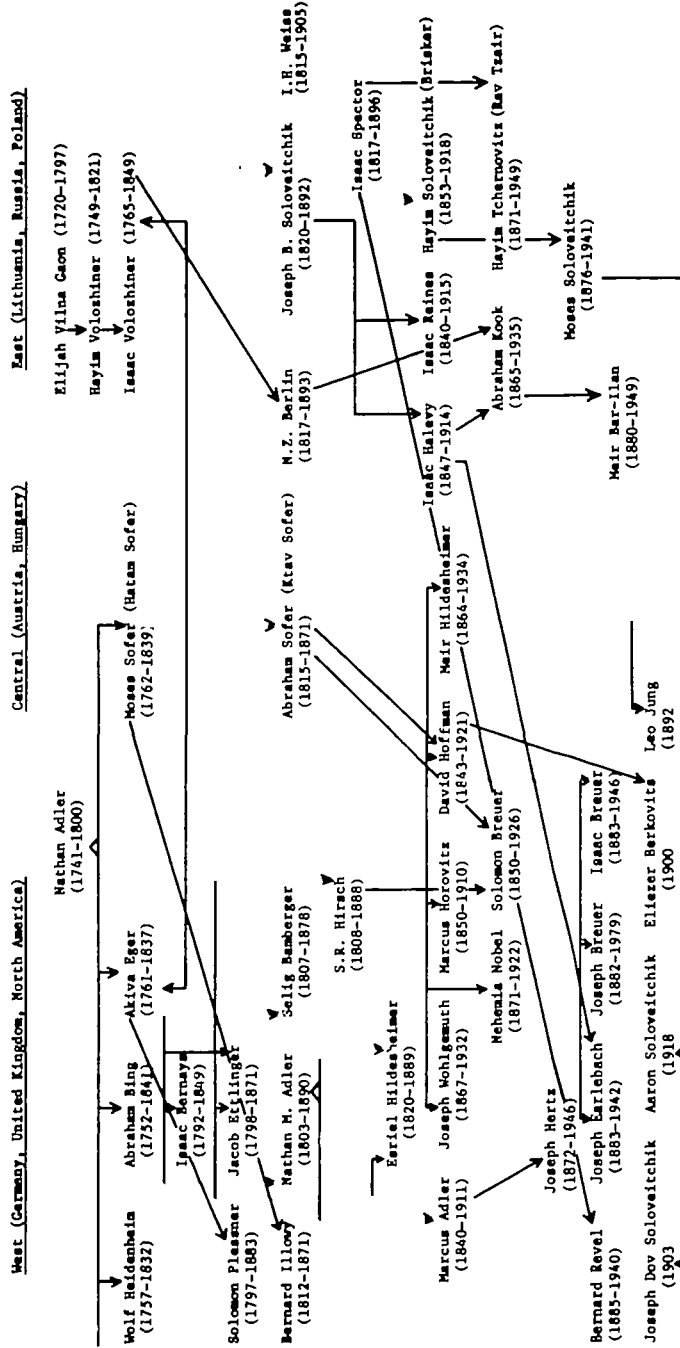 West (Germany, United Kingdom, North America)
Central (Austria, Hungary)
East (Lithuania, Russia, Poland)
Nathan Adler
(1741-1800)
Elijah Vilna Gaon (1720-1797)
Hayim Voloshiner (1749-1821)
Wolf Heidenheim
(1757-1832)
Abraham Bing
(1752-1841)
Akiva Eger
(1761-1837)
Moses Sofer (Hatam Sofer)
(1762-1839)
Isaac Voloshiner (1765-1849)
Isaac Bernays
(1792-1849)
Solomon Plessner
(1797-1883)
Jacob Ettlinger
(1798-1871)
Bernard Illowy
(1812-1871)
Nathan M. Adler
(1803-1890)
Selig Bamberger
(1807-1878)
Abraham Sofer (Ktav Sofer)
(1815-1871)
M.Z. Berlin
(1817-1893)
Joseph B. Soloveitchik
(1820-1892)
I.H. Weiss
(1815-1905)
S.R. Hirsch
(1808-1888)
Isaac Spector
(1817-1896)
Esriel Hildesheimer
(1820-1889)
Marcus Adler
(1840-1911)
Joseph Wohlgemuth
(1867-1932)
Marcus Horovitz
(1850-1910)
David Hoffman
(1843-1921)
Meir Hildesheimer
(1864-1934)
Isaac Halevy
(1847-1914)
Isaac Reines
(1840-1915)
Hayim Soloveitchik (Brisker)
(1853-1918)
Nehemia Nobel
(1871-1922)
Solomon Breuer
(1850-1926)
Abraham Kook
(1865-1935)
Hayim Tchernovitz (Rav Tzair)
(1871-1949)
Joseph Hertz
(1872-1946)
Moses Soloveitchik
(1876-1941)
Bernard Revel
(1885-1940)
Joseph Earlebach
(1883-1942)
Joseph Breuer
(1882-1979)
Isaac Breuer
(1883-1946)
Meir Bar-Ilan
(1880-1949)
Joseph Dov Soloveitchik
(1903
Aaron Soloveitchik
(1918
Eliezer Berkovits
(1900
Leo Jung
(1892